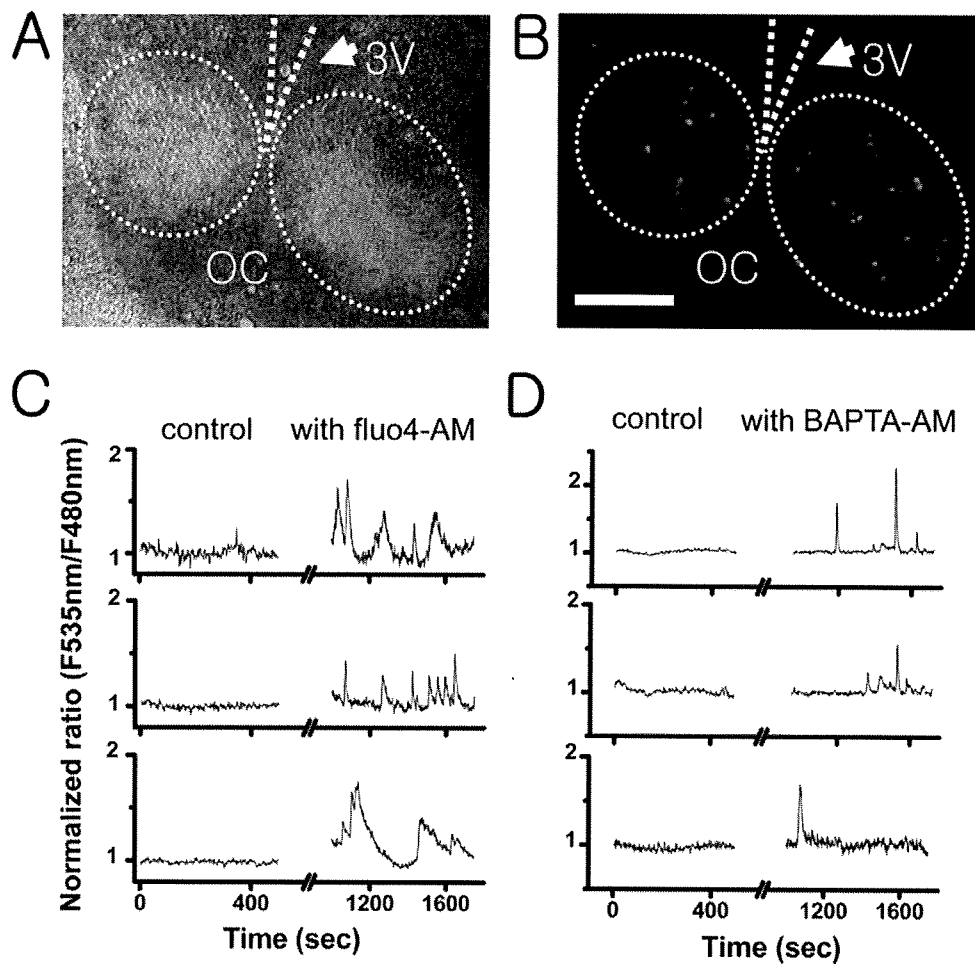 A
3V
OC
B
3V
OC
C
control
with fluo4-AM
D
control
with BAPTA-AM
Normalized ratio (F535nm/F480nm)
2
1
2
1
2
1
0
400
1200
1600
Time (sec)
2
1
2
1
2
1
0
400
1200
1600
Time (sec)